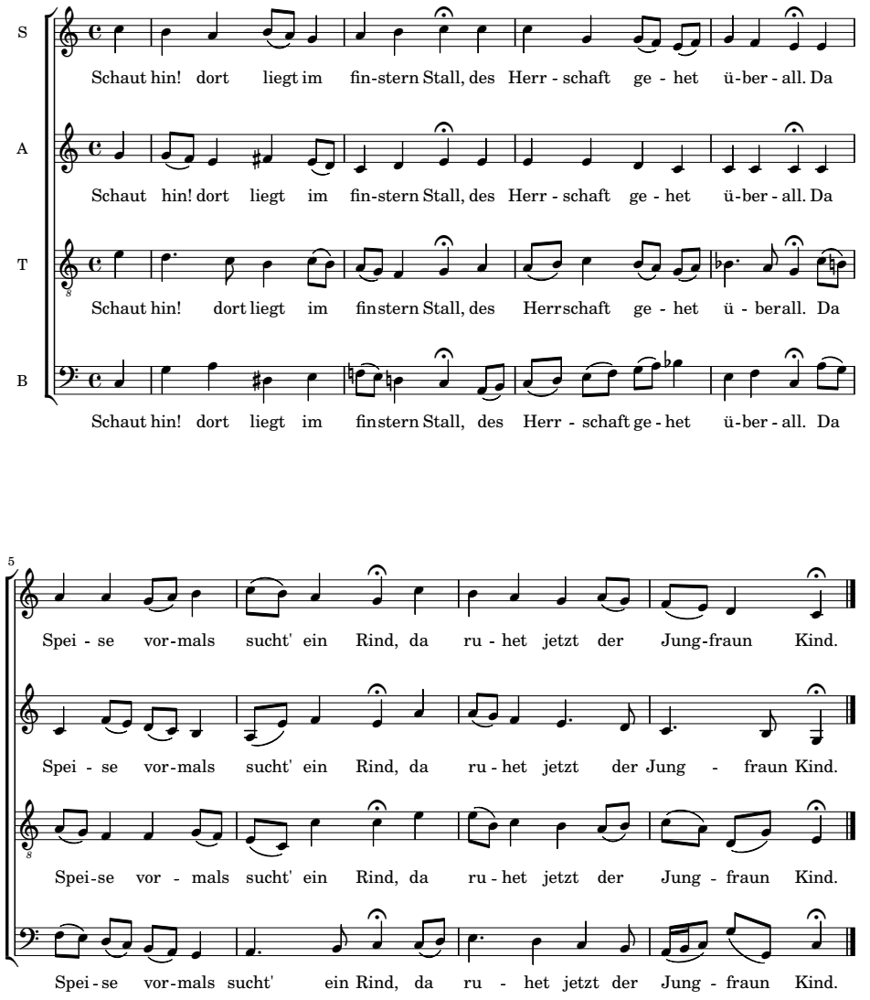 S
Schaut hin! dort liegt im fin-stern Stall, des Herr - schaft ge - het ü-ber-all. Da
A
Schaut hin! dort liegt im fin-stern Stall, des Herr - schaft ge - het ü-ber-all. Da
T
8
Schaut hin! dort liegt im finstern Stall, des Herrschaft ge - het ü - berall. Da
B
Schaut hin! dort liegt im finstern Stall, des Herr - schaft ge - het ü-ber-all. Da
5
Spei - se vor-mals sucht' ein Rind, da ru - het jetzt der Jung-fraun Kind.
Spei - se vor-mals sucht' ein Rind, da ru - het jetzt der Jung - fraun Kind.
8
Spei-se vor - mals sucht' ein Rind, da ru - het jetzt der Jung - fraun Kind.
Spei-se vor-mals sucht' ein Rind, da ru - het jetzt der Jung - fraun Kind.